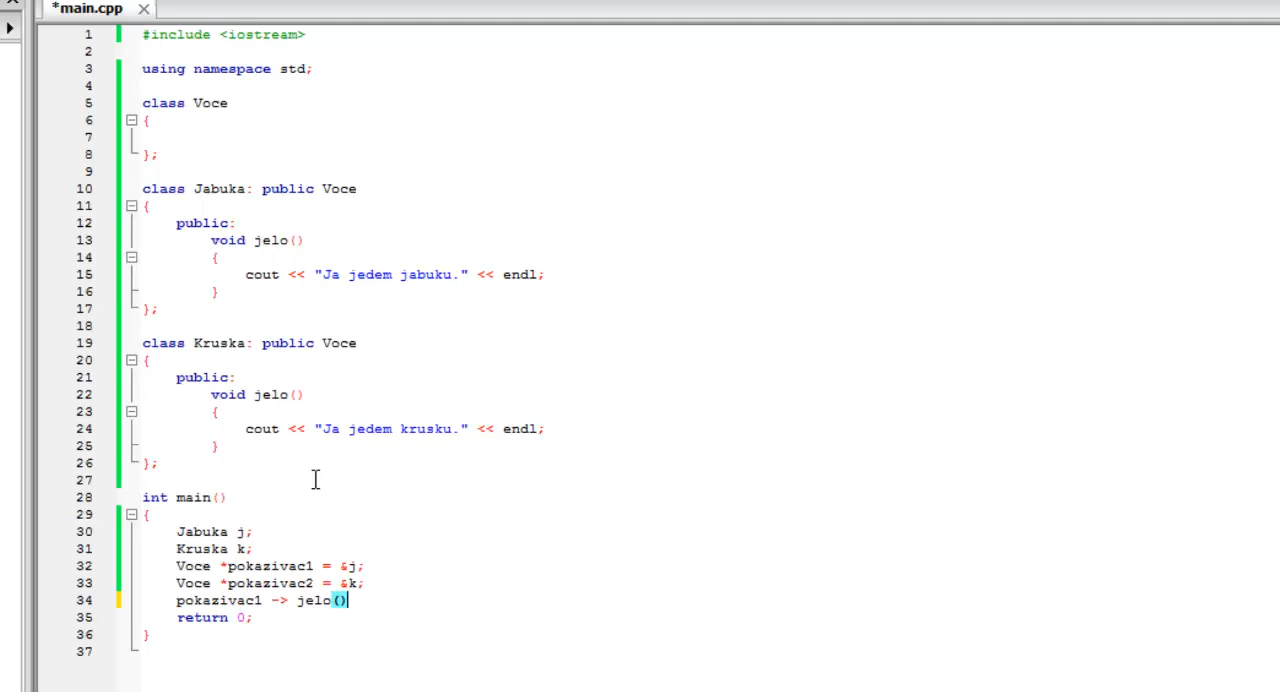 *main.cpp
1 #include <iostream>
2
3 using namespace std;
4
5 class Voce
6 {
7
8 };
9
10 class Jabuka: public Voce
11 {
12 public:
13 void jelo()
14 {
15 cout << "Ja jedem jabuku." << endl;
16 }
17 };
18
19 class Kruska: public Voce
20 {
21 public:
22 void jelo()
23 {
24 cout << "Ja jedem krusku." << endl;
25 }
26 };
27
28 int main()
29 {
30 Jabuka j;
31 Kruska k;
32 Voce *pokazivac1 = &j;
33 Voce *pokazivac2 = &k;
34 pokazivac1 -> jelo()
35 return 0;
36 }
37